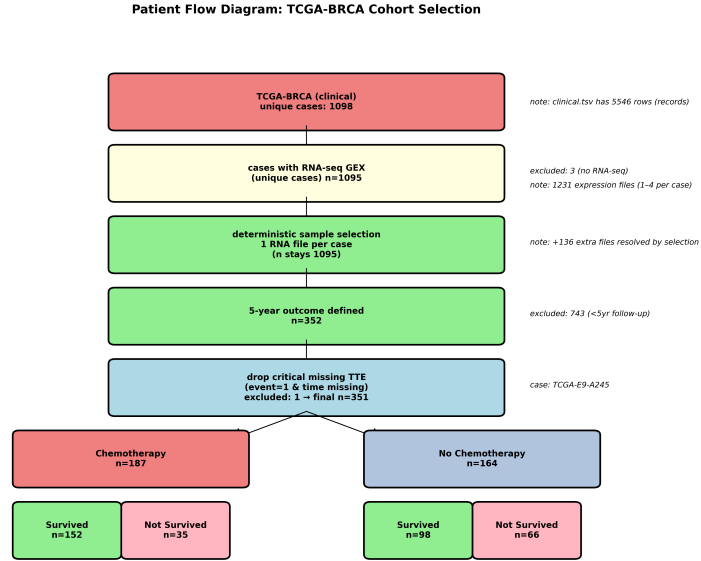 Patient Flow Diagram: TCGA-BRCA Cohort Selection
TCGA-BRCA (clinical)
unique cases: 1098
note: clinical.tsv has 5546 rows (records)
cases with RNA-seq GEX
(unique cases) n=1095
excluded: 3 (no RNA-seq)
note: 1231 expression files (1–4 per case)
deterministic sample selection
1 RNA file per case
(n stays 1095)
note: +136 extra files resolved by selection
5-year outcome defined
n=352
excluded: 743 (<5yr follow-up)
drop critical missing TTE
(event=1 & time missing)
excluded: 1 → final n=351
case: TCGA-E9-A245
Chemotherapy
n=187
No Chemotherapy
n=164
Survived
n=152
Not Survived
n=35
Survived
n=98
Not Survived
n=66